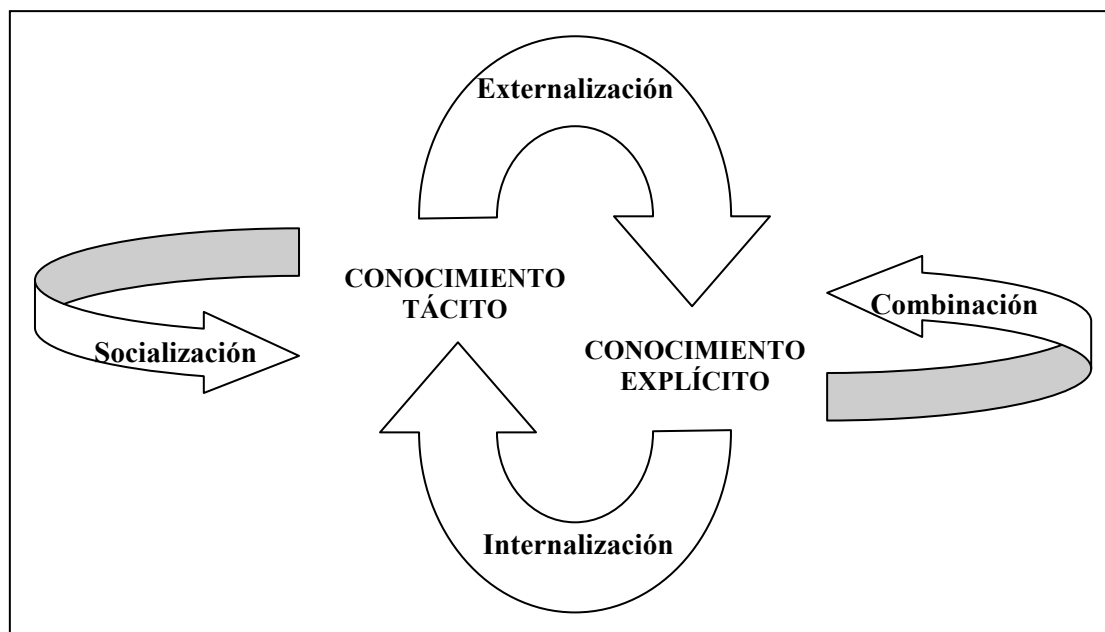 Externalización
CONOCIMIENTO
TÁCITO
Combinación
Socialización
CONOCIMIENTO
EXPLÍCITO
Internalización